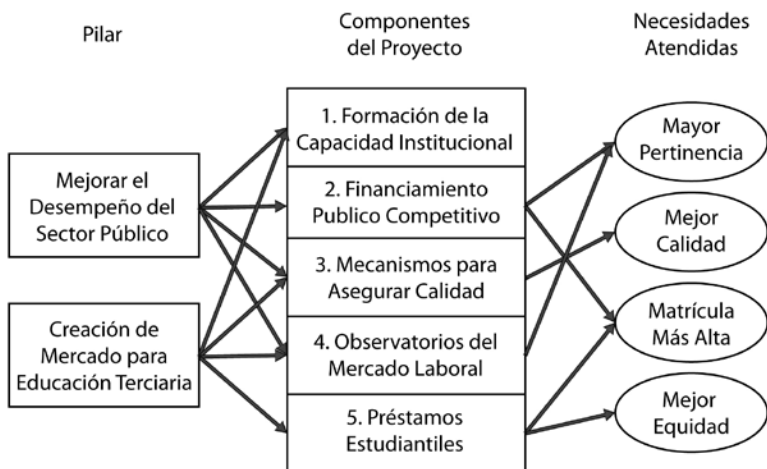 Pilar
Componentes
del Proyecto
Necesidades
Atendidas
Mejorar el
Desempeño del
Sector Público
Creación de
Mercado para
Educación Terciaria
1. Formación de la
Capacidad Institucional
2. Financiamiento
Publico Competitivo
3. Mecanismos para
Asegurar Calidad
4. Observatorios del
Mercado Laboral
5. Préstamos
Estudiantiles
Mayor
Pertinencia
Mejor
Calidad
Matrícula
Más Alta
Mejor
Equidad